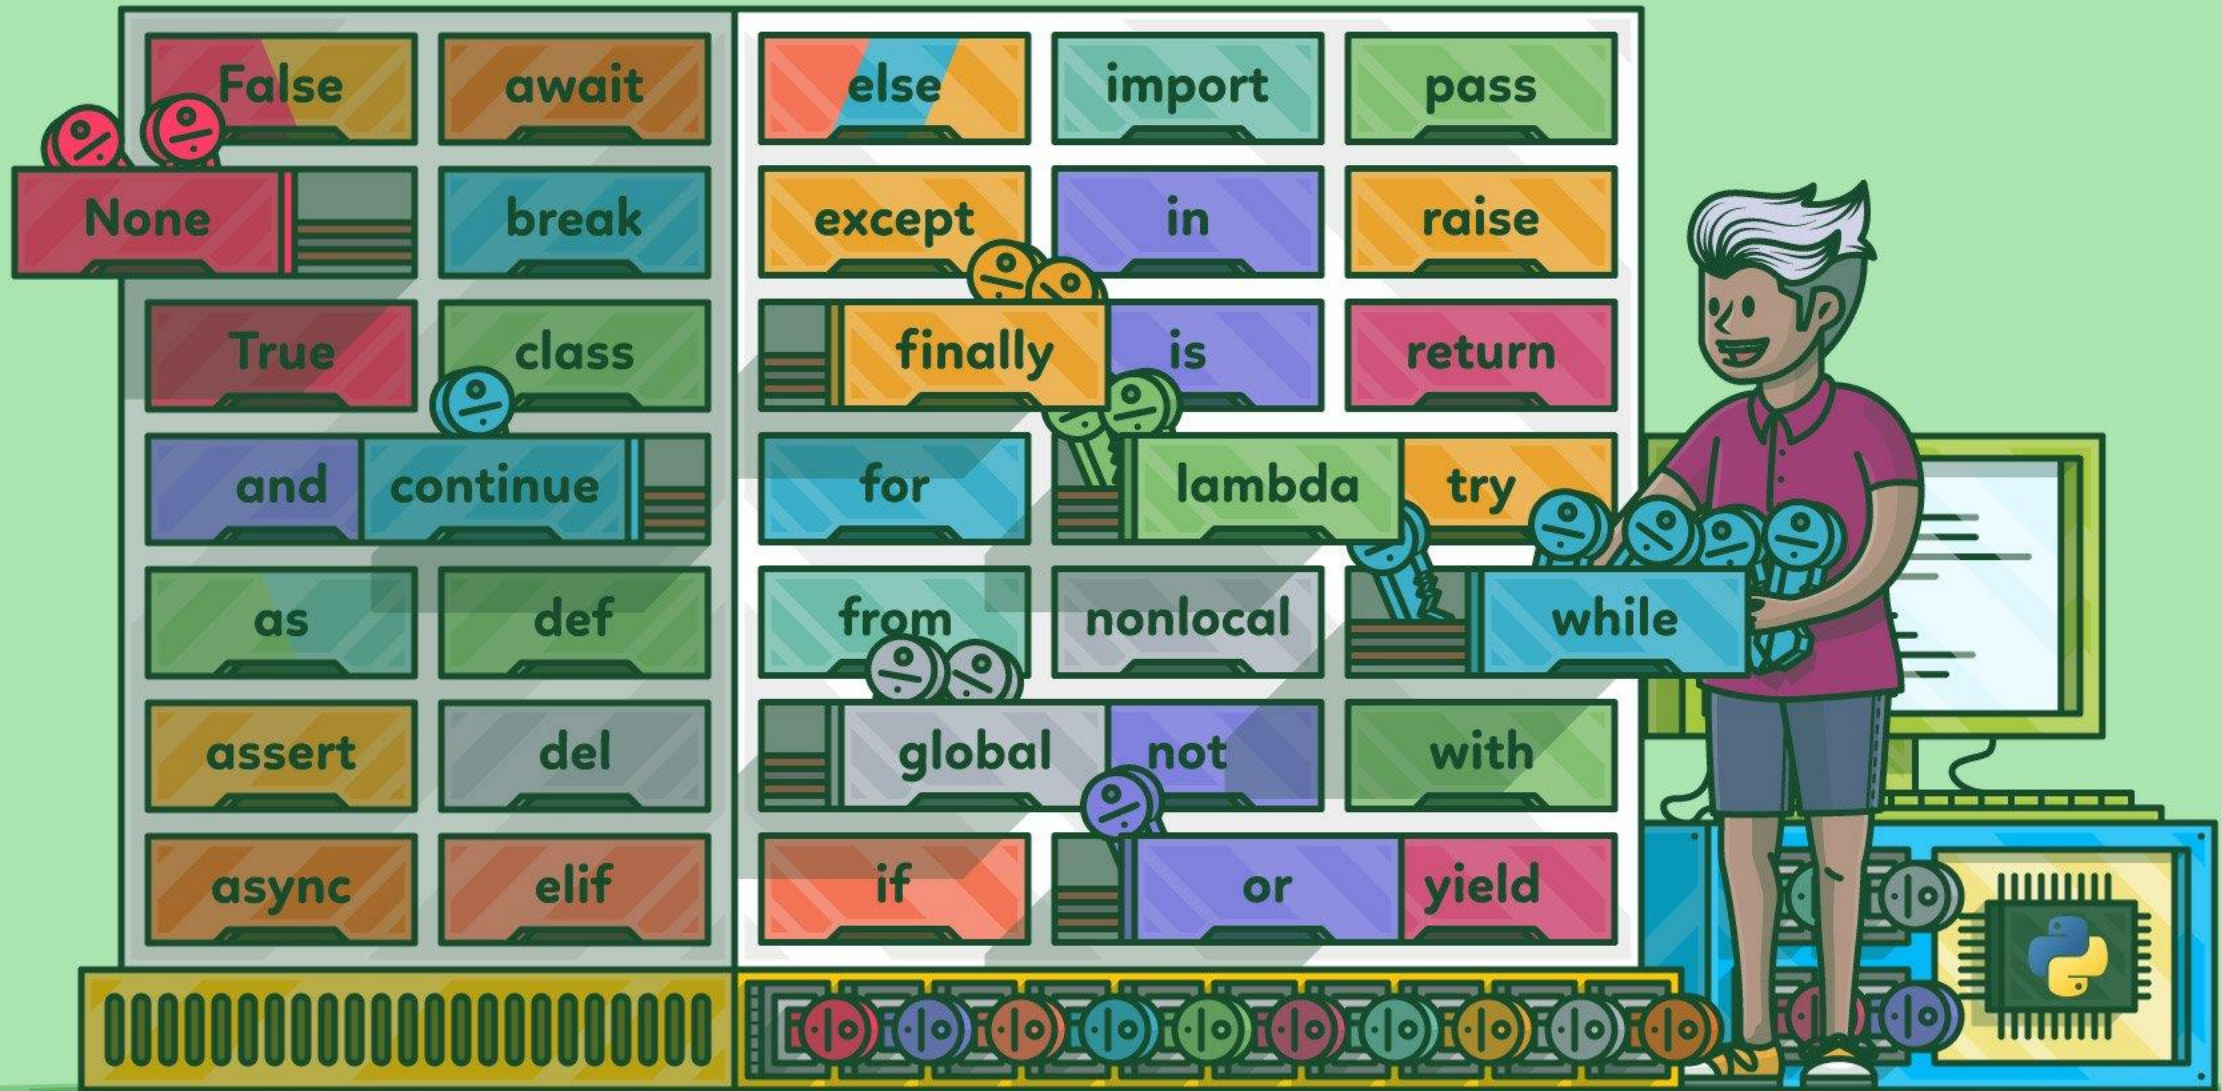 False await else import pass
None break except in raise
True class finally is return
and continue for lambda try
as def from nonlocal while
assert del global not with
async elif if or yield